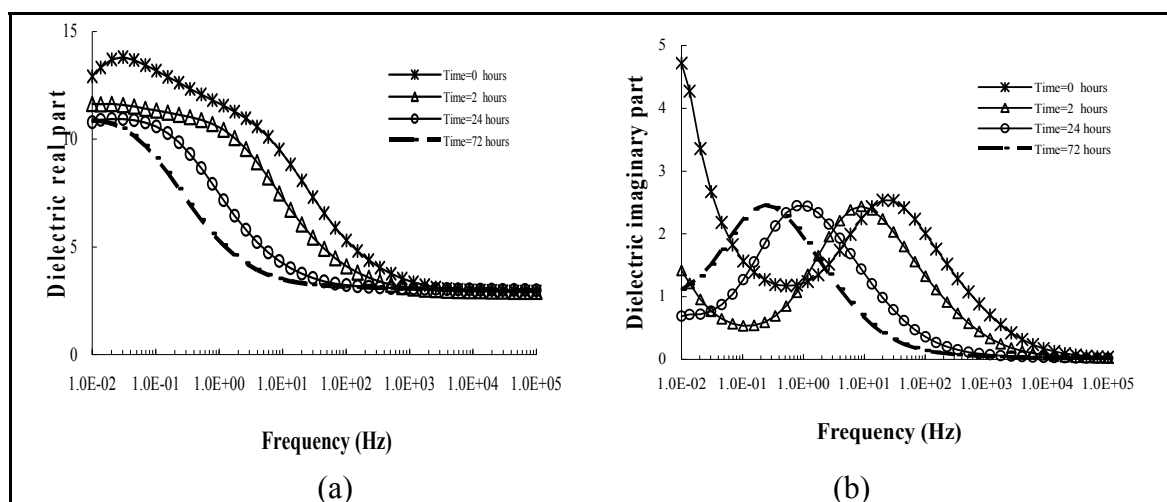 15
10
5
0
Dielectric real part
Time=0 hours
Time=2 hours
Time=24 hours
Time=72 hours
1.0E-02 1.0E-01 1.0E+00 1.0E+01 1.0E+02 1.0E+03 1.0E+04 1.0E+05
Frequency (Hz)
(a)
5
4
3
2
1
0
Dielectric imaginary part
Time=0 hours
Time=2 hours
Time=24 hours
Time=72 hours
1.0E-02 1.0E-01 1.0E+00 1.0E+01 1.0E+02 1.0E+03 1.0E+04 1.0E+05
Frequency (Hz)
(b)